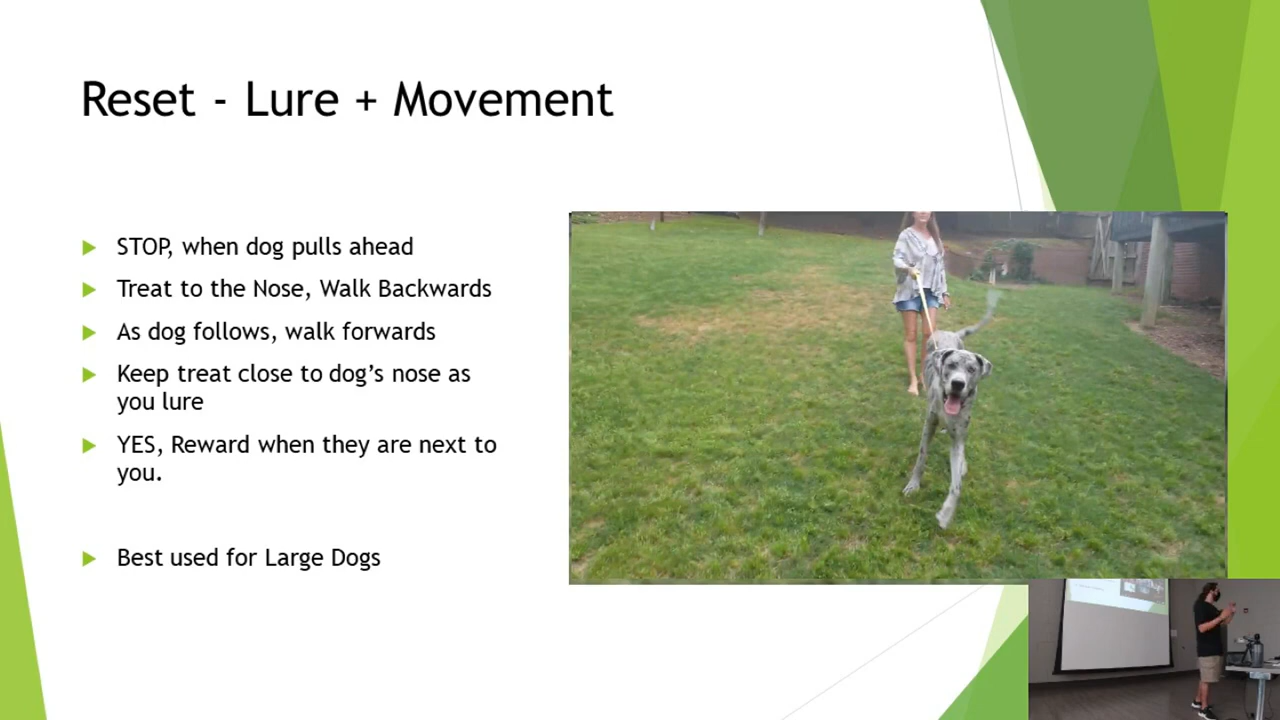 Reset - Lure + Movement
STOP, when dog pulls ahead
Treat to the Nose, Walk Backwards
As dog follows, walk forwards
Keep treat close to dog's nose as
you lure
YES, Reward when they are next to
you.
Best used for Large Dogs